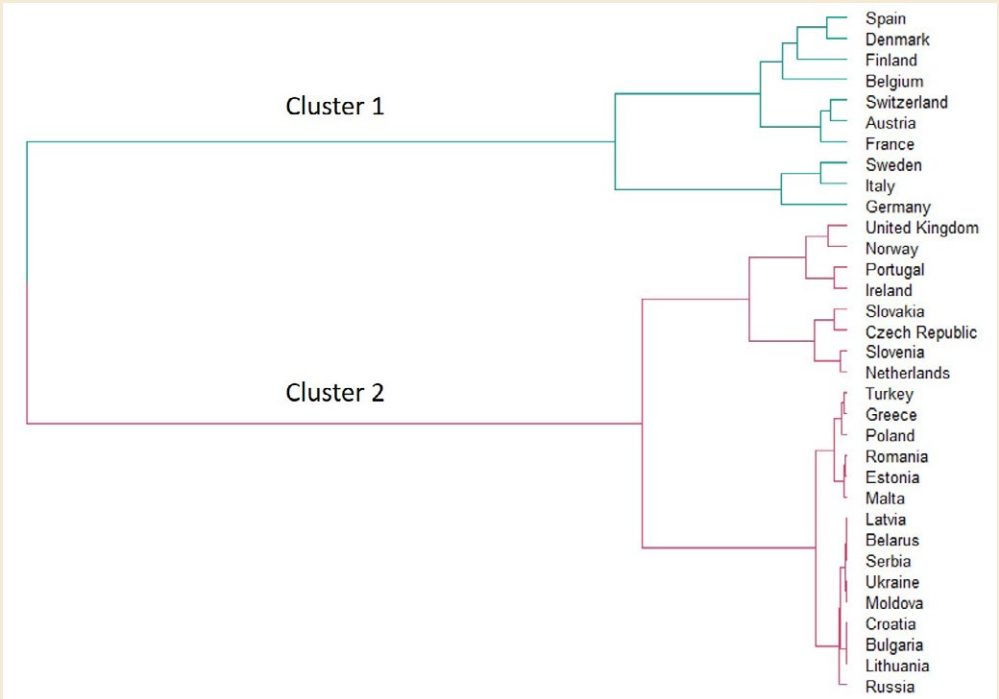 Spain
Denmark
Cluster 1
Finland
Belgium
Switzerland
Austria
France
Sweden
Italy
Germany
United Kingdom
Norway
Portugal
Ireland
Slovakia
Czech Republic
Slovenia
Netherlands
Cluster 2
Turkey
Greece
Poland
Romania
Estonia
Malta
Latvia
Belarus
Serbia
Ukraine
Moldova
Croatia
Bulgaria
Lithuania
Russia